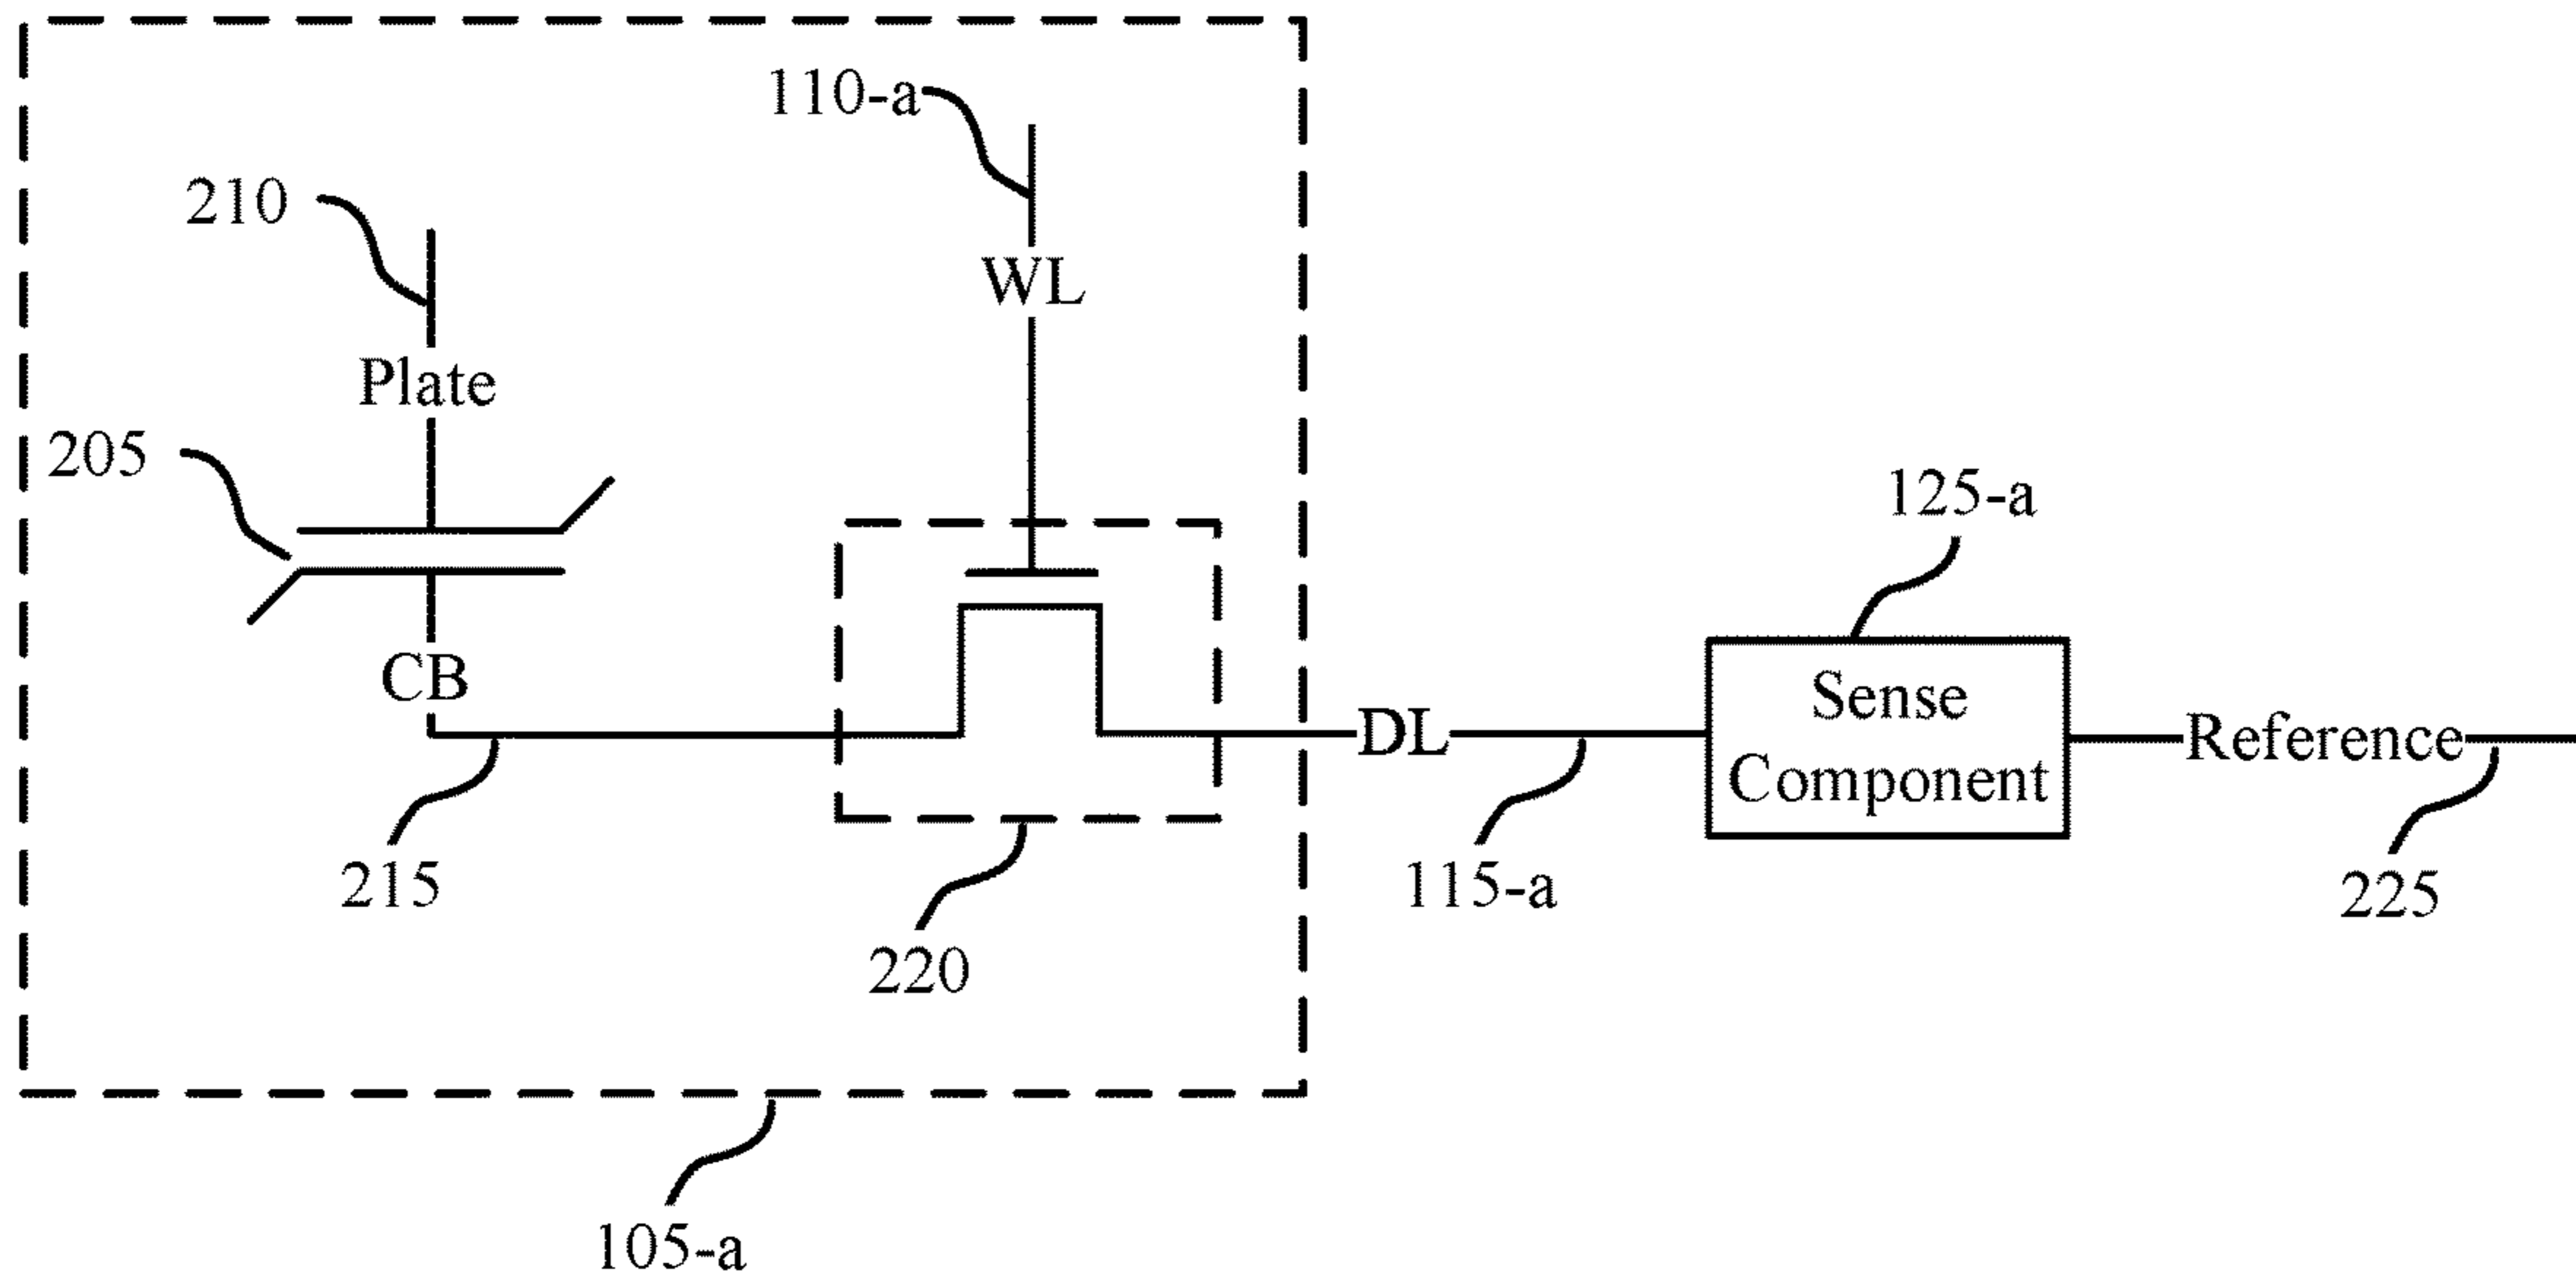 110-a
210
WL
Plate
205
125-a
CB
Sense
Component
DL
Reference
215
115-a
225
220
105-a